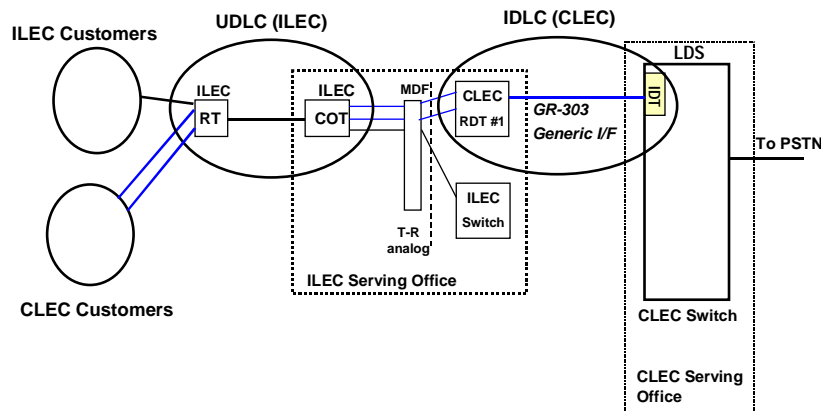 UDLC (ILEC)
IDLC (CLEC)
ILEC Customers
LDS
ILEC
RT
ILEC
COT
MDF
CLEC
RDT #1
GR-303
Generic I/F
IDT
To PSTN
ILEC
Switch
T-R
analog
ILEC Serving Office
CLEC Customers
CLEC Switch
CLEC Serving
Office